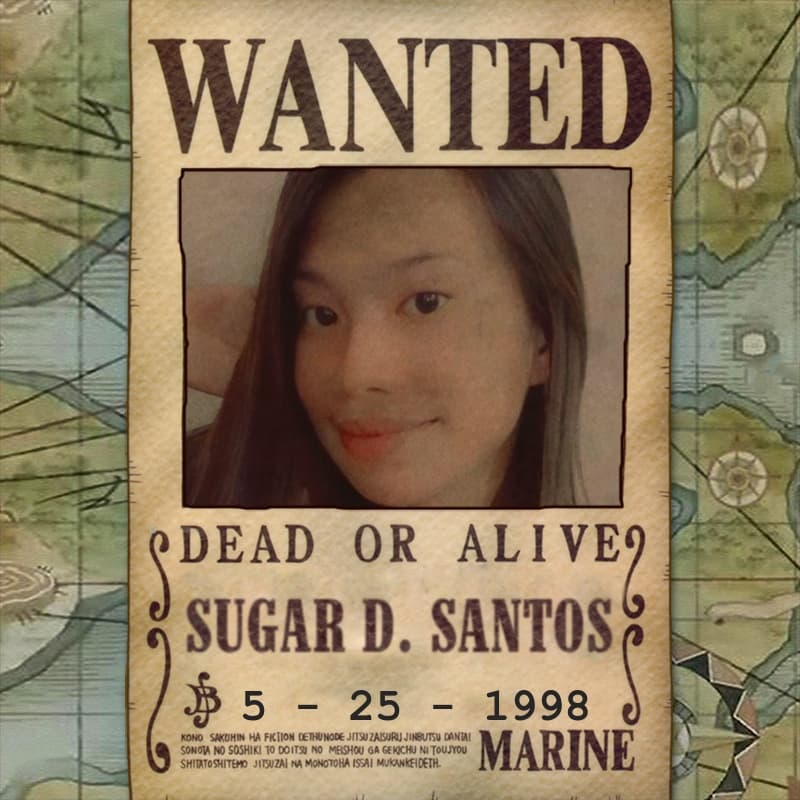 WANTED
DEAD OR ALIVE
SUGAR D. SANTOS
5 - 25 - 1998
KONO SAKUHIN HA FICTION DETHUNODE JITSUZAISURU JINBUTSU DANTAI
SONOTA NO SOSHIKI TO DOITSU NO MEISHOU GA GEKICHU NI TOUJYOU
SHITATOSHITEMO JITSUZAI NA MONOTOHA ISSAI MUKANKEIDETH.
MARINE